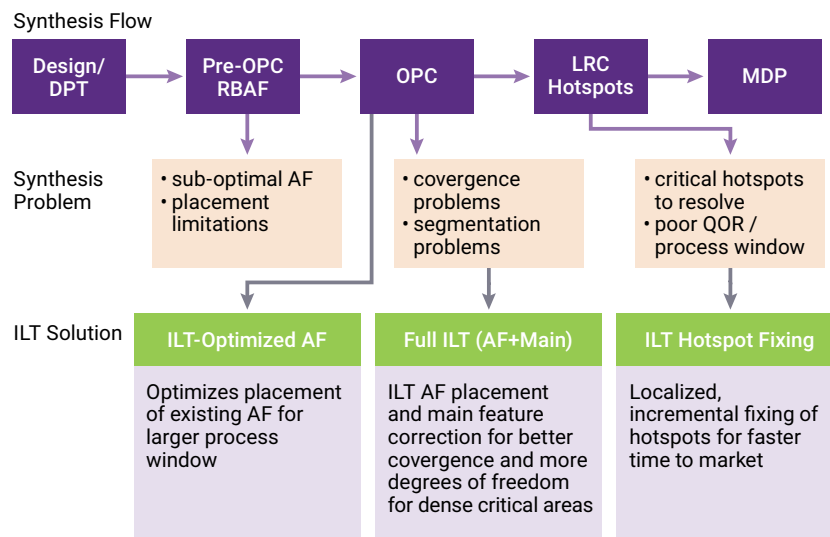 Synthesis Flow
Design/
DPT
Pre-OPC
RBAF
OPC
LRC
Hotspots
MDP
Synthesis
Problem
• sub-optimal AF
• placement
limitations
• covergence
problems
• segmentation
problems
• critical hotspots
to resolve
• poor QOR /
process window
ILT Solution
ILT-Optimized AF
Optimizes placement
of existing AF for
larger process
window
Full ILT (AF+Main)
ILT AF placement
and main feature
correction for better
covergence and more
degrees of freedom
for dense critical areas
ILT Hotspot Fixing
Localized,
incremental fixing of
hotspots for faster
time to market